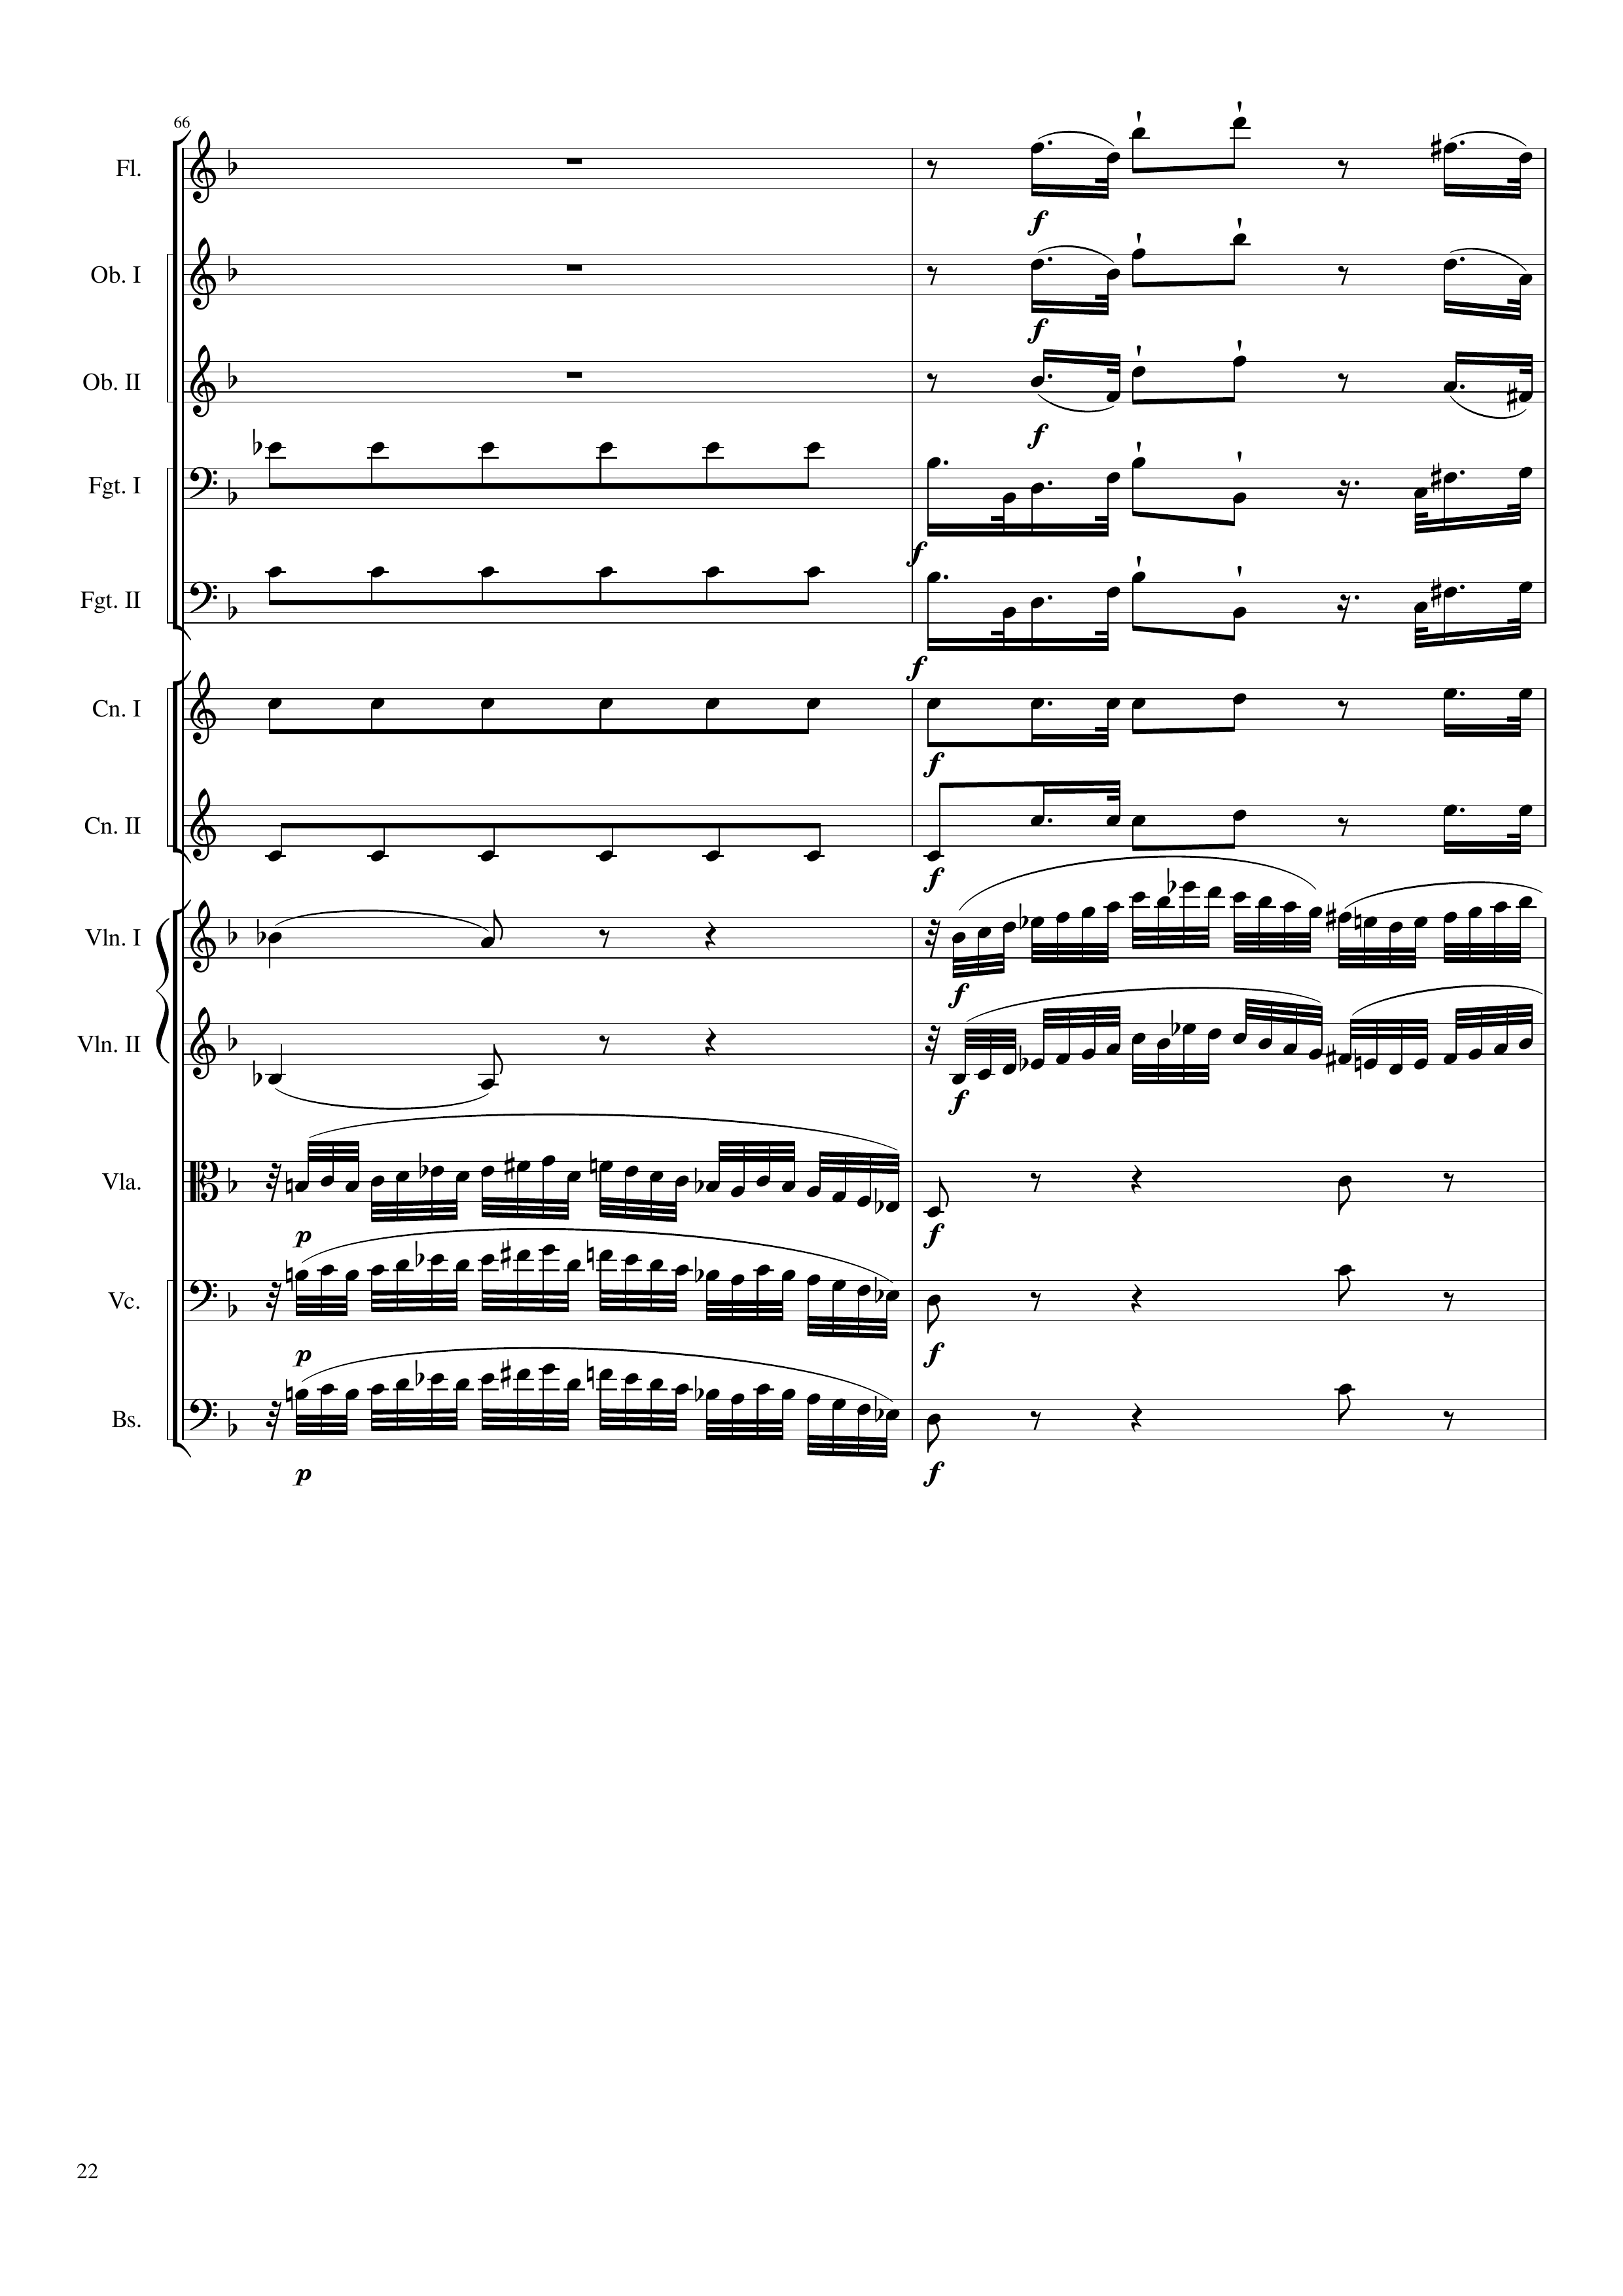 66
Fl.
f
Ob. I
f
Ob. II
f
Fgt. I
f
Fgt. II
f
Cn. I
f
Cn. II
f
Vln. I
f
Vln. II
f
Vla.
p f
Vc.
p f
Bs.
p f
22